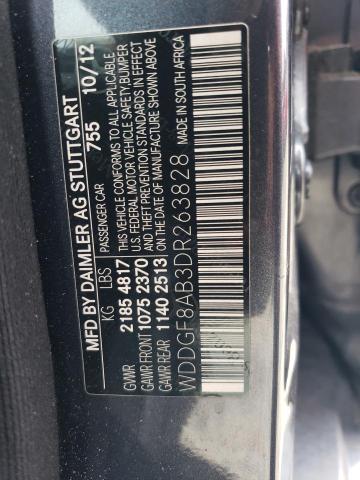 MFD BY DAIMLER AG STUTTGART
PASSENGER CAR 755 10/12
KG LBS
GVWR 2185 4817
GAWR FRONT 1075 2370
GAWR REAR 1140 2513
THIS VEHICLE CONFORMS TO ALL APPLICABLE
U.S. FEDERAL MOTOR VEHICLE SAFETY, BUMPER
AND THEFT PREVENTION STANDARDS IN EFFECT
ON THE DATE OF MANUFACTURE SHOWN ABOVE
MADE IN SOUTH AFRICA
WDDGF8AB3DR263828